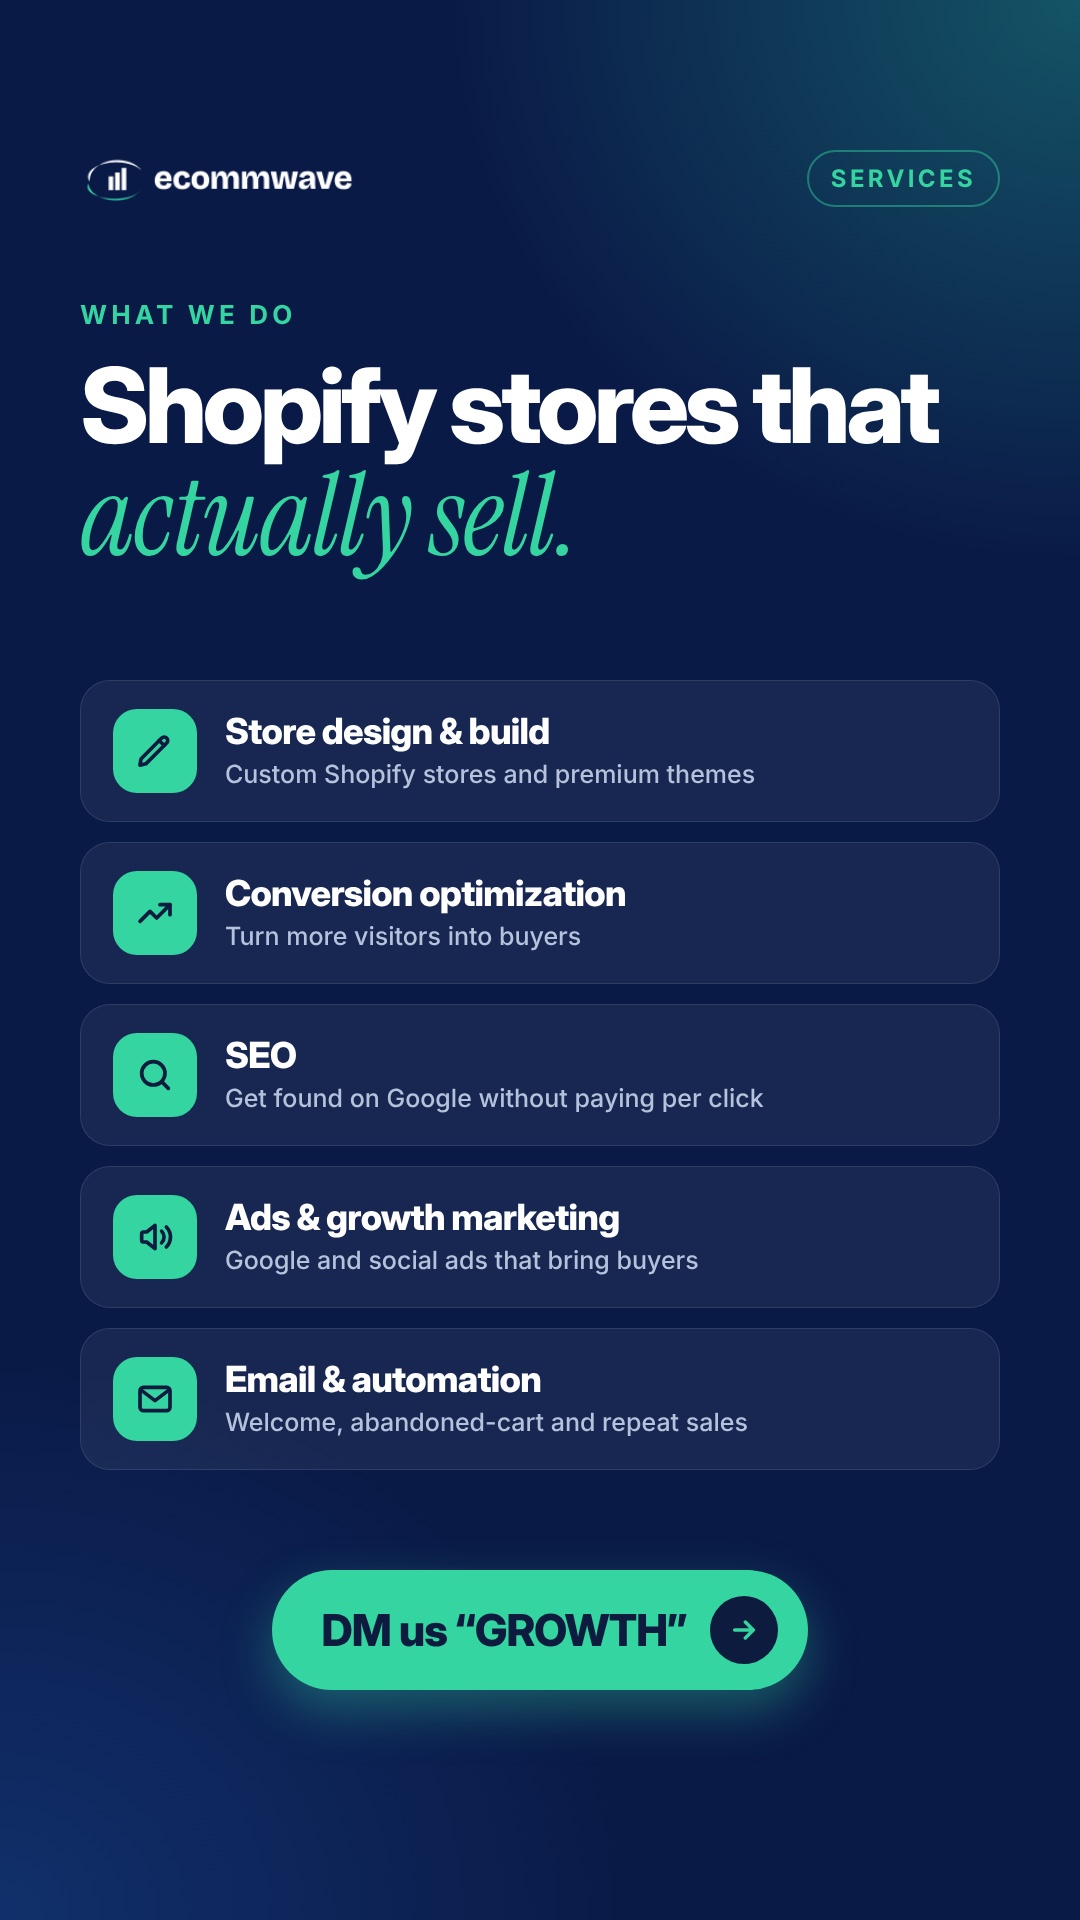 ecommwave
SERVICES
WHAT WE DO
Shopify stores that
actually sell.
Store design & build
Custom Shopify stores and premium themes
Conversion optimization
Turn more visitors into buyers
SEO
Get found on Google without paying per click
Ads & growth marketing
Google and social ads that bring buyers
Email & automation
Welcome, abandoned-cart and repeat sales
DM us “GROWTH”